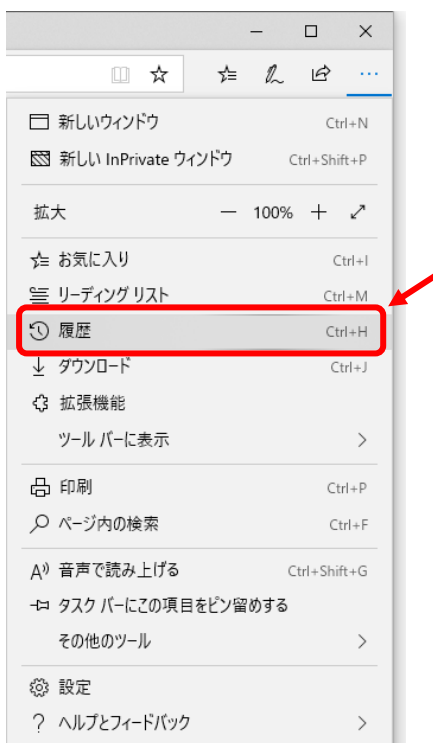 新しいウィンドウ Ctrl+N
新しい InPrivate ウィンドウ Ctrl+Shift+P
拡大 — 100% +
お気に入り Ctrl+I
リーディング リスト Ctrl+M
履歴 Ctrl+H
ダウンロード Ctrl+J
拡張機能
ツール バーに表示
印刷 Ctrl+P
ページ内の検索 Ctrl+F
音声で読み上げる Ctrl+Shift+G
タスク バーにこの項目をピン留めする
その他のツール
設定
ヘルプとフィードバック